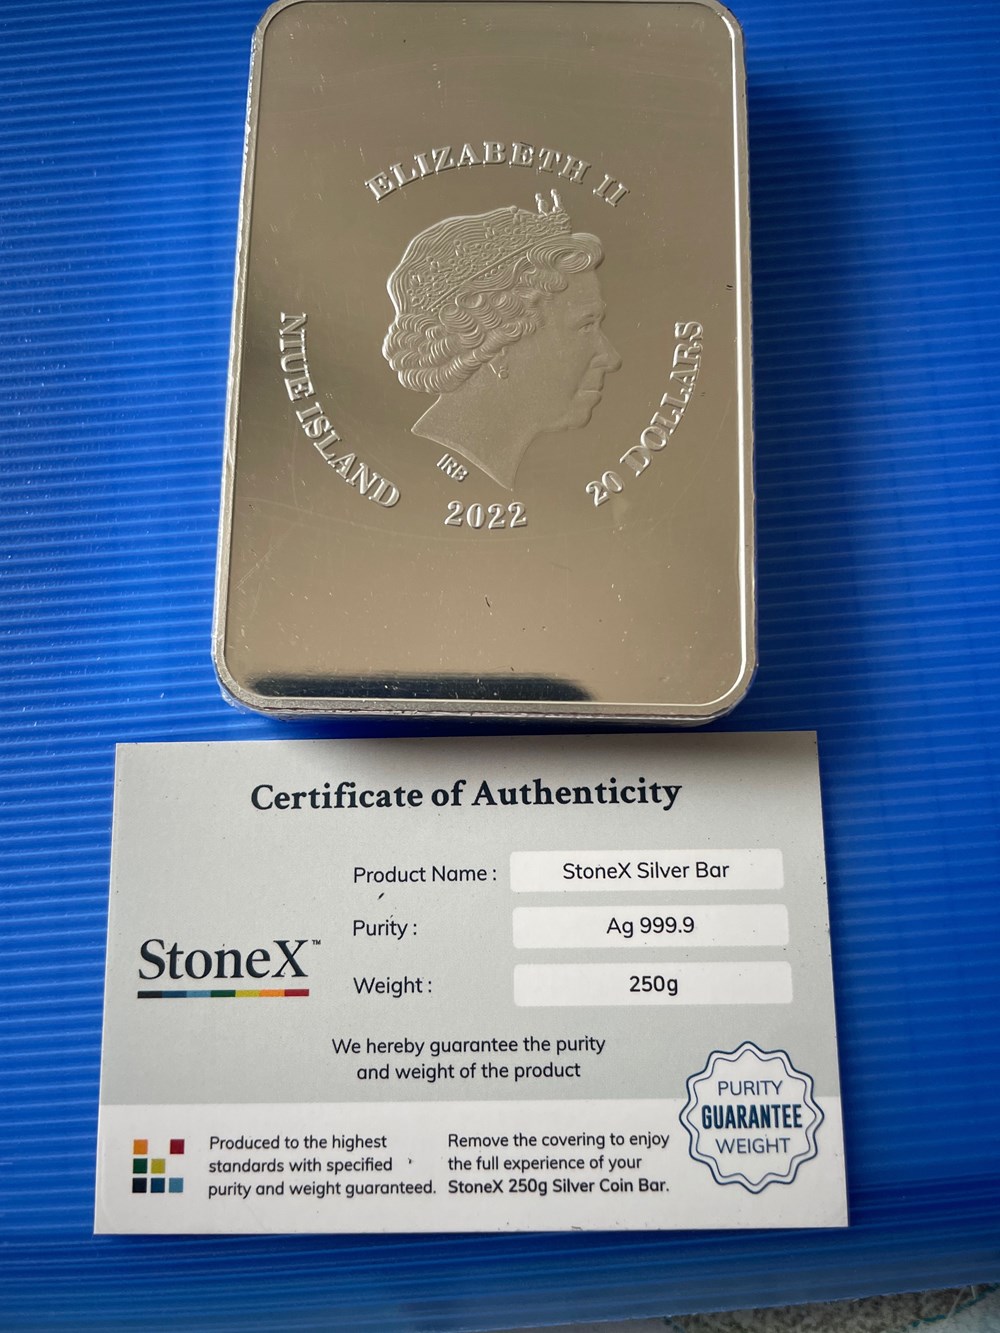 ELIZABETH II
NIUE ISLAND
20 DOLLARS
IRB
2022
Certificate of Authenticity
Product Name : StoneX Silver Bar
Purity : Ag 999.9
StoneX™
Weight : 250g
We hereby guarantee the purity
and weight of the product
PURITY
GUARANTEE
WEIGHT
Produced to the highest
standards with specified
purity and weight guaranteed.
Remove the covering to enjoy
the full experience of your
StoneX 250g Silver Coin Bar.